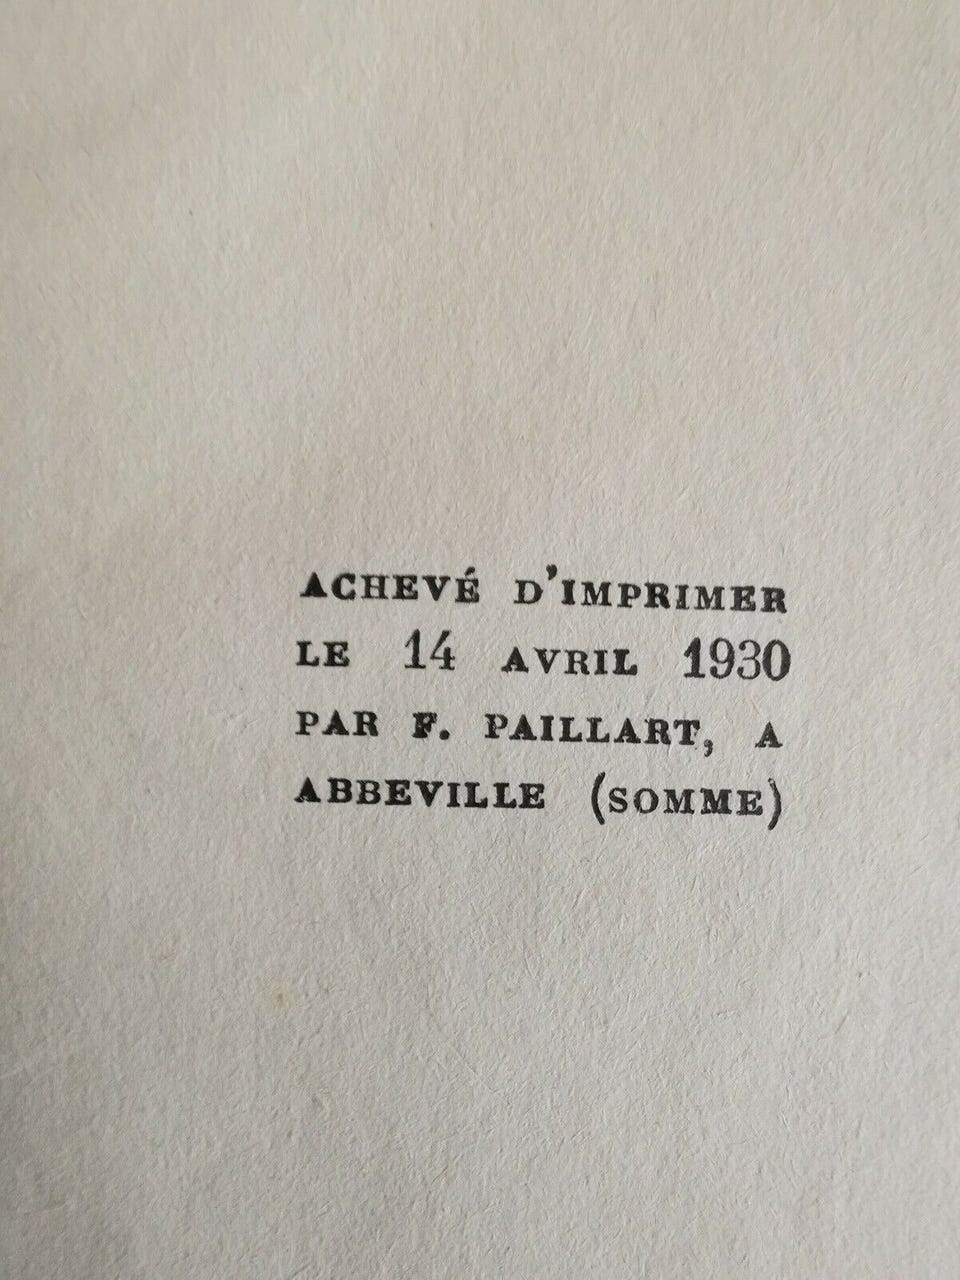 ACHEVÉ D'IMPRIMER
LE 14 AVRIL 1930
PAR F. PAILLART, A
ABBEVILLE (SOMME)